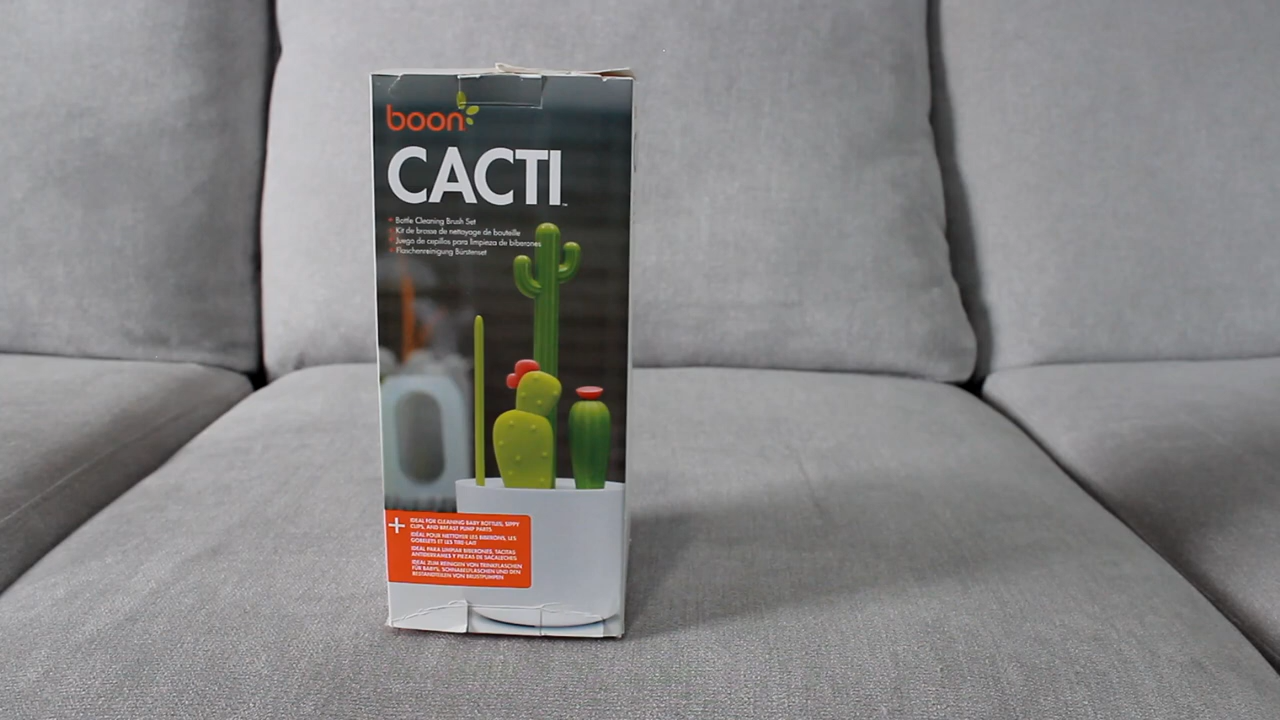 boon
CACTI™
Bottle Cleaning Brush Set
Kit de brosse de nettoyage de bouteille
Juego de cepillos para limpieza de biberones
Flaschenreinigung Bürstenset
+
IDEAL FOR CLEANING BABY BOTTLES, SIPPY
CUPS, AND BREAST PUMP PARTS
IDÉAL POUR NETTOYER LES BIBERONS, LES
GOBELETS ET LES TIRE-LAIT
IDEAL PARA LIMPIAR BIBERONES, TACITAS
ANTIDERRAMES Y PIEZAS DE SACALECHES
IDEAL ZUM REINIGEN VON TRINKFLASCHEN
FÜR BABYS, SCHNABELFLASCHEN UND DEN
BESTANDTEILEN VON BRUSTPUMPEN